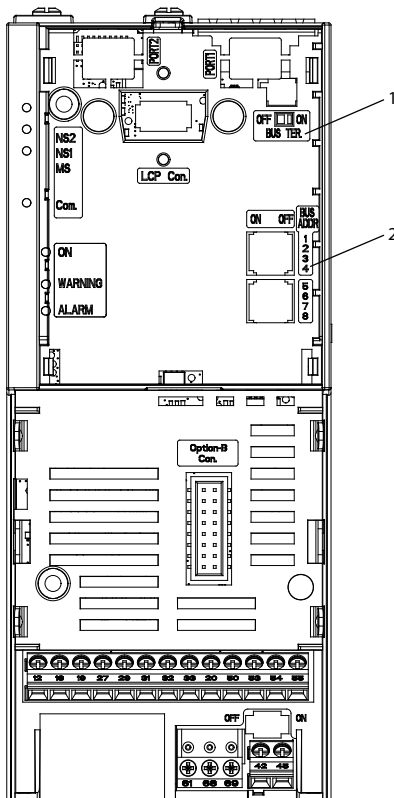 PORT2
PORT1
OFF ON
BUS TER.
1
NS2
NS1
MS
Com.
LCP Con.
ON OFF
BUS ADDR
1
2
3
4
2
5
6
7
8
ON
WARNING
ALARM
Option-B
Con.
12 18 19 27 29 31 32 33 20 50 53 54 55
OFF ON
42 45
61 68 69